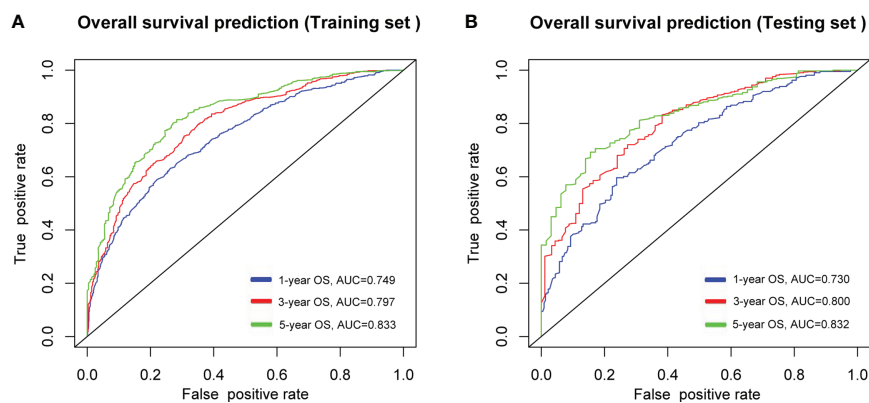 A
Overall survival prediction (Training set )
1.0
0.8
0.6
0.4
0.2
0.0
True positive rate
1-year OS, AUC=0.749
3-year OS, AUC=0.797
5-year OS, AUC=0.833
0.0 0.2 0.4 0.6 0.8 1.0
False positive rate
B
Overall survival prediction (Testing set )
1.0
0.8
0.6
0.4
0.2
0.0
True positive rate
1-year OS, AUC=0.730
3-year OS, AUC=0.800
5-year OS, AUC=0.832
0.0 0.2 0.4 0.6 0.8 1.0
False positive rate